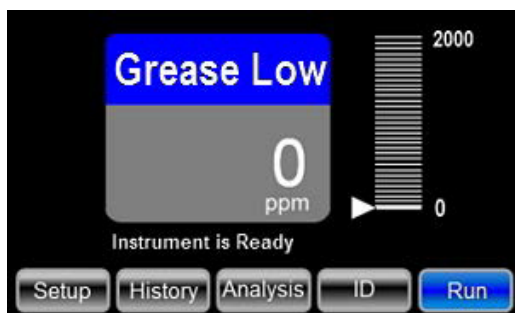 Grease Low
2000
0
ppm
0
Instrument is Ready
Setup History Analysis ID Run